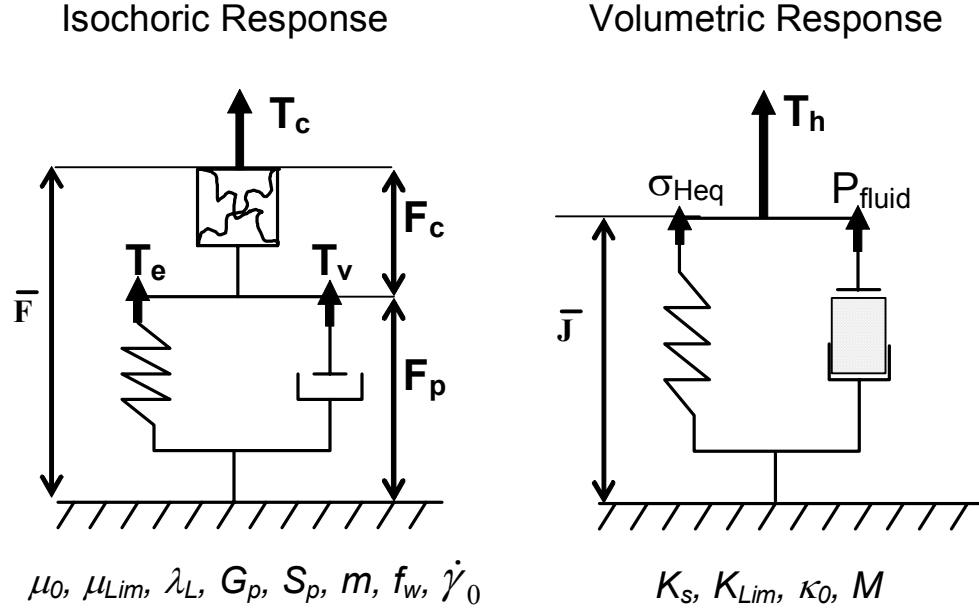 Isochoric Response
Volumetric Response
T_c
T_h
σ_Heq
P_fluid
F_c
T_e
T_v
F̅
J̅
F_p
μ_0, μ_Lim, λ_L, G_p, S_p, m, f_w, γ̇_0
K_s, K_Lim, κ_0, M